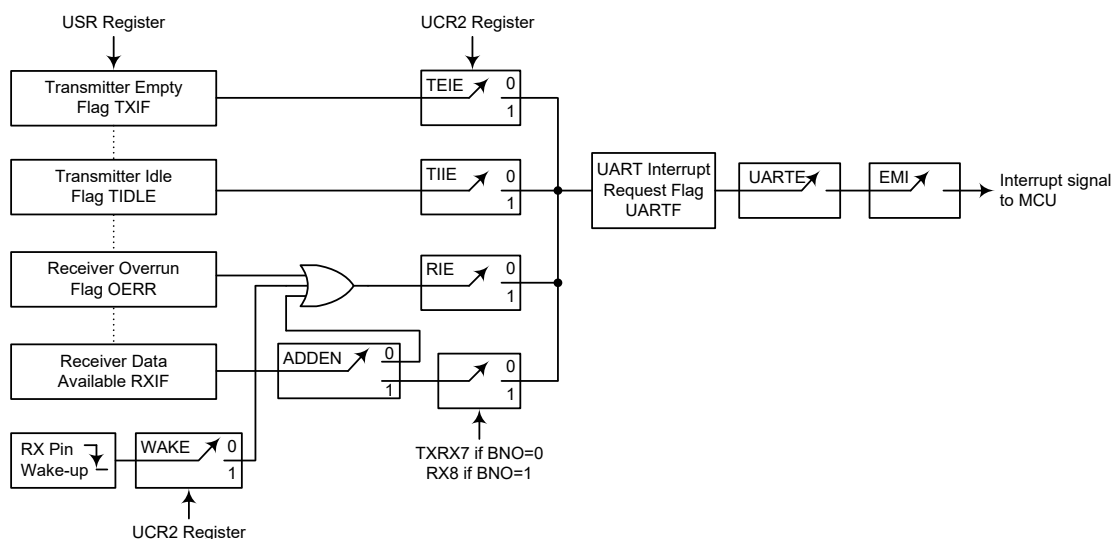 USR Register
UCR2 Register
Transmitter Empty
Flag TXIF
TEIE
0
1
Transmitter Idle
Flag TIDLE
TIIE
0
1
UART Interrupt
Request Flag
UARTF
UARTE
EMI
Interrupt signal
to MCU
Receiver Overrun
Flag OERR
RIE
0
1
Receiver Data
Available RXIF
ADDEN
0
1
0
1
RX Pin
Wake-up
WAKE
0
1
TXRX7 if BNO=0
RX8 if BNO=1
UCR2 Register